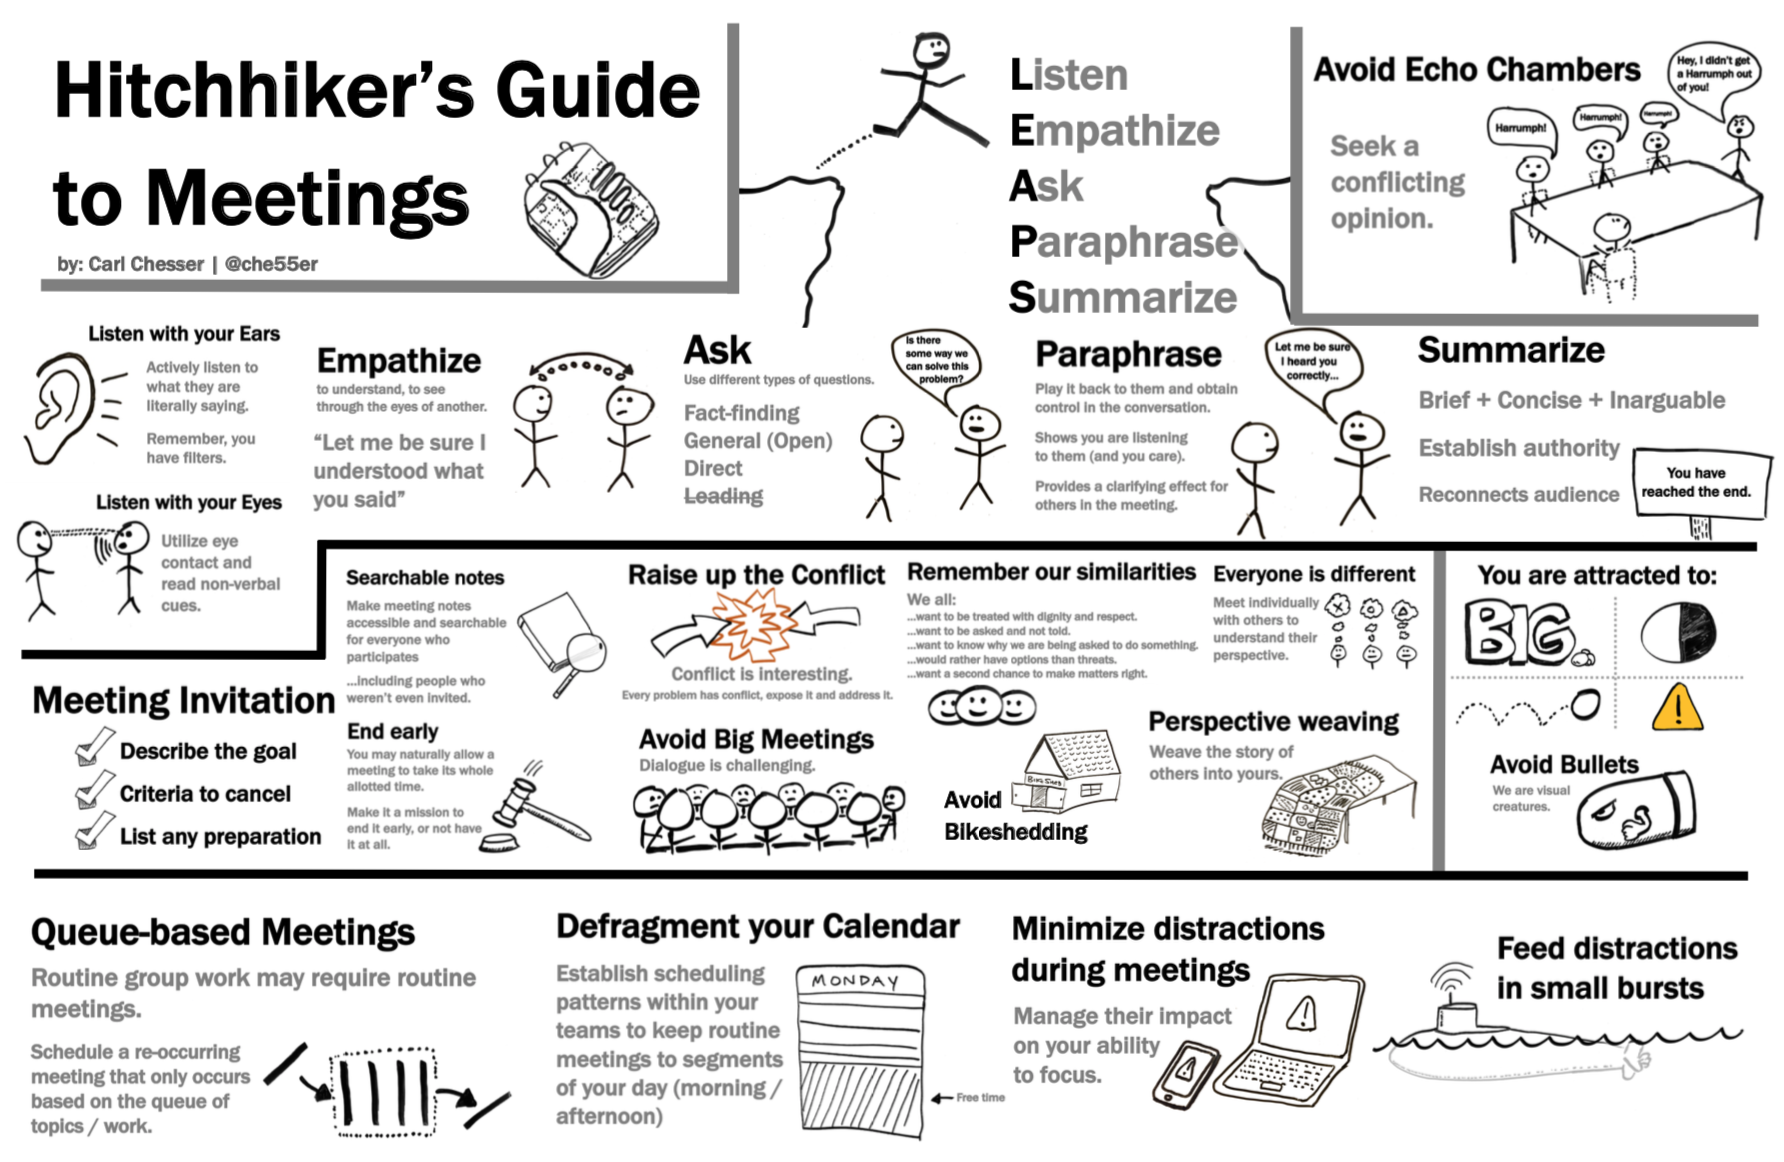 Hitchhiker's Guide
to Meetings
by: Carl Chesser | @che55er
Listen
Empathize
Ask
Paraphrase
Summarize
Avoid Echo Chambers
Seek a
conflicting
opinion.
Harrumph!
Harrumph!
Harrumph!
Hey, I didn't get
a Harrumph out
of you!
Listen with your Ears
Actively listen to
what they are
literally saying.
Remember, you
have filters.
Listen with your Eyes
Utilize eye
contact and
read non-verbal
cues.
Empathize
to understand, to see
through the eyes of another.
“Let me be sure I
understood what
you said”
Ask
Use different types of questions.
Fact-finding
General (Open)
Direct
Leading
Is there
some way we
can solve this
problem?
Paraphrase
Play it back to them and obtain
control in the conversation.
Shows you are listening
to them (and you care).
Provides a clarifying effect for
others in the meeting.
Let me be sure
I heard you
correctly...
Summarize
Brief + Concise + Inarguable
Establish authority
Reconnects audience
You have
reached the end.
Meeting Invitation
Describe the goal
Criteria to cancel
List any preparation
Searchable notes
Make meeting notes
accessible and searchable
for everyone who
participates
...including people who
weren't even invited.
End early
You may naturally allow a
meeting to take its whole
allotted time.
Make it a mission to
end it early, or not have
it at all.
Raise up the Conflict
Conflict is interesting.
Every problem has conflict, expose it and address it.
Avoid Big Meetings
Dialogue is challenging.
Remember our similarities
We all:
...want to be treated with dignity and respect.
...want to be asked and not told.
...want to know why we are being asked to do something.
...would rather have options than threats.
...want a second chance to make matters right.
Avoid
Bikeshedding
BIKE SHED
Everyone is different
Meet individually
with others to
understand their
perspective.
Perspective weaving
Weave the story of
others into yours.
You are attracted to:
BIG.
Avoid Bullets
We are visual
creatures.
Queue-based Meetings
Routine group work may require routine
meetings.
Schedule a re-occurring
meeting that only occurs
based on the queue of
topics / work.
Defragment your Calendar
Establish scheduling
patterns within your
teams to keep routine
meetings to segments
of your day (morning /
afternoon)
MONDAY
Free time
Minimize distractions
during meetings
Manage their impact
on your ability
to focus.
Feed distractions
in small bursts